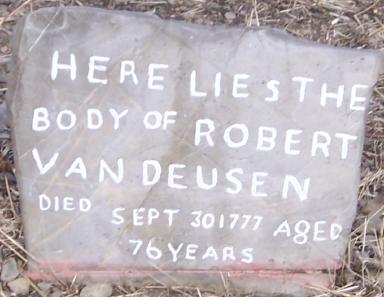 HERE LIES THE
BODY OF ROBERT
VAN DEUSEN
DIED SEPT 30 1777 AGED
76 YEARS